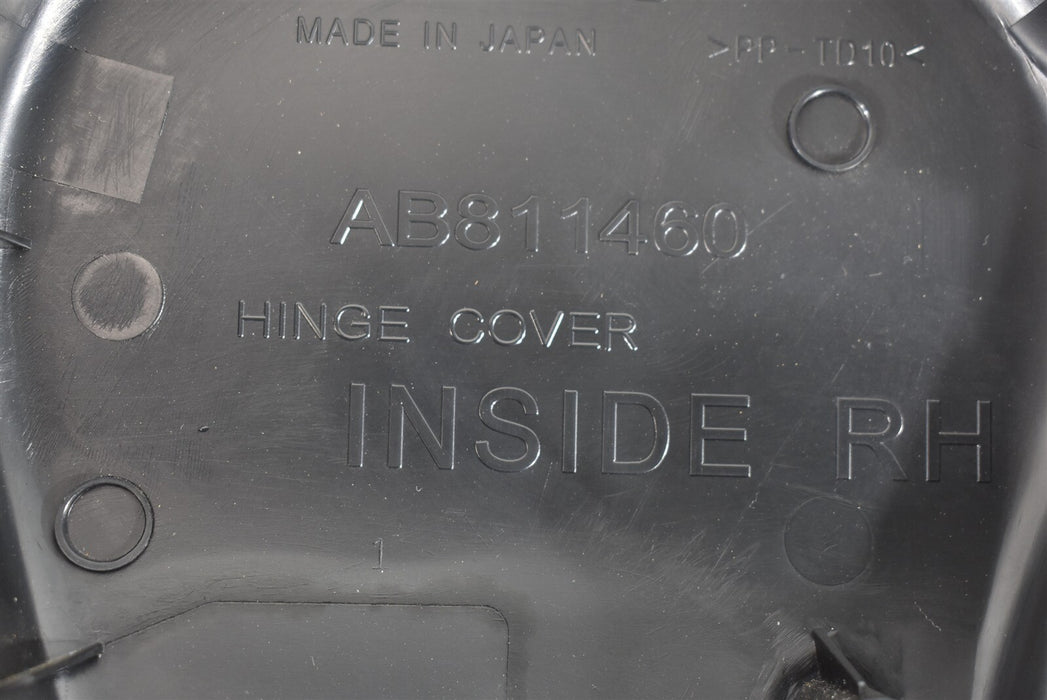 MADE IN JAPAN
>PP-TD10<
AB811460
HINGE COVER
INSIDE RH
1